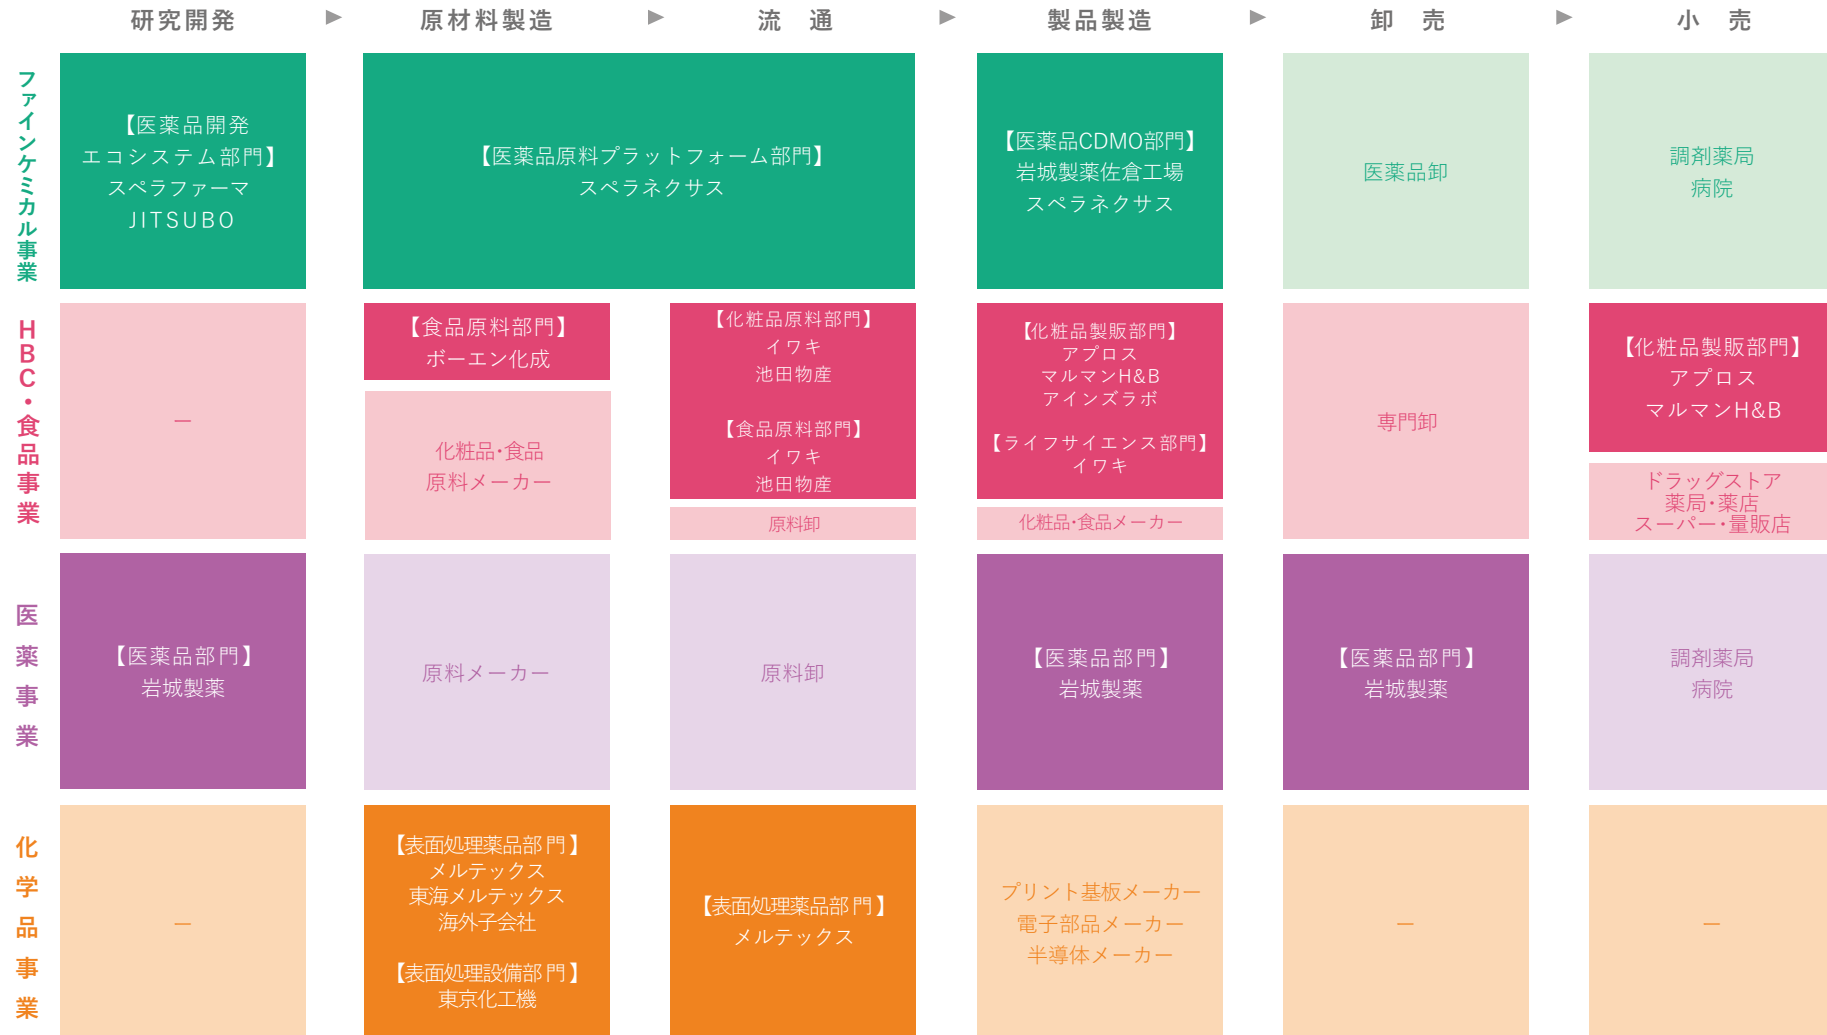 研究開発
▶
原材料製造
▶
流　通
▶
製品製造
▶
卸　売
▶
小　売
ファインケミカル事業
【医薬品開発
エコシステム部門】
スペラファーマ
JITSUBO
【医薬品原料プラットフォーム部門】
スペラネクサス
【医薬品CDMO部門】
岩城製薬佐倉工場
スペラネクサス
医薬品卸
調剤薬局
病院
HBC・食品事業
―
【食品原料部門】
ボーエン化成
化粧品・食品
原料メーカー
【化粧品原料部門】
イワキ
池田物産
【食品原料部門】
イワキ
池田物産
原料卸
【化粧品製販部門】
アプロス
マルマンH&B
アインズラボ
【ライフサイエンス部門】
イワキ
化粧品・食品メーカー
専門卸
【化粧品製販部門】
アプロス
マルマンH&B
ドラッグストア
薬局・薬店
スーパー・量販店
医薬事業
【医薬品部門】
岩城製薬
原料メーカー
原料卸
【医薬品部門】
岩城製薬
【医薬品部門】
岩城製薬
調剤薬局
病院
化学品事業
―
【表面処理薬品部門】
メルテックス
東海メルテックス
海外子会社
【表面処理設備部門】
東京化工機
【表面処理薬品部門】
メルテックス
プリント基板メーカー
電子部品メーカー
半導体メーカー
―
―